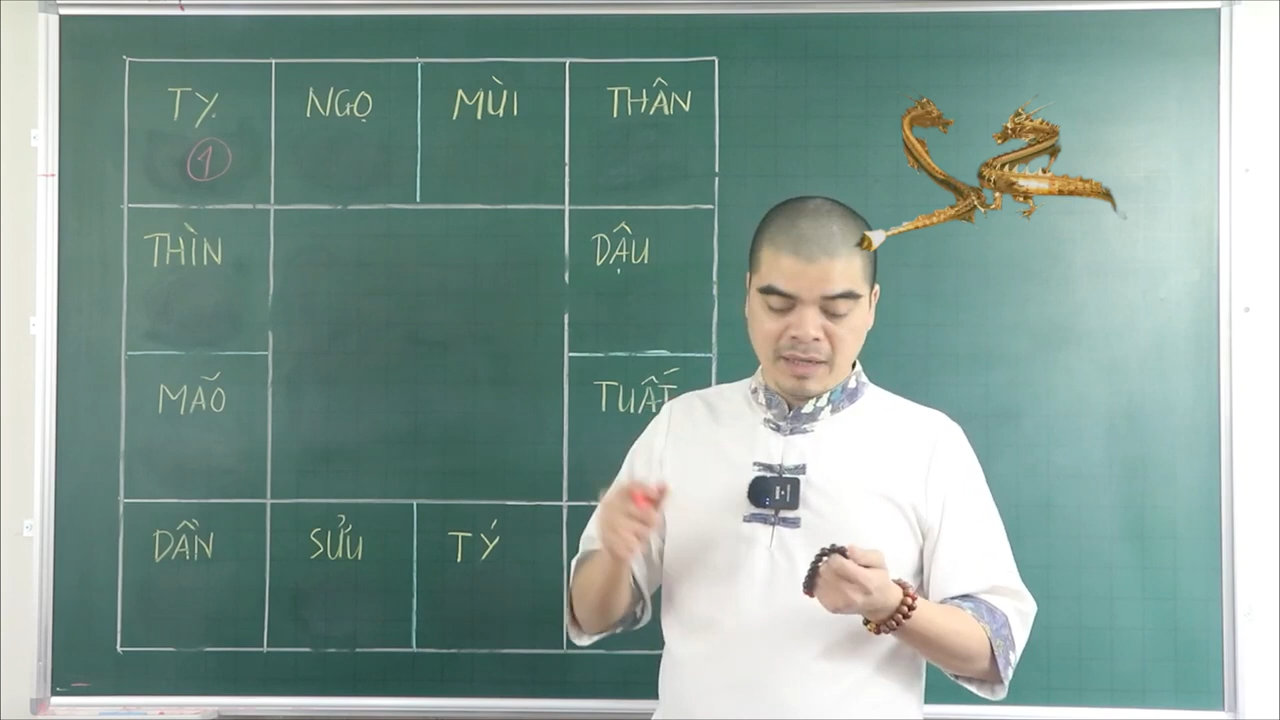 TỴ NGỌ MÙI THÂN
1
THÌN DẬU
MÃO TUẤT
DẦN SỬU TÝ